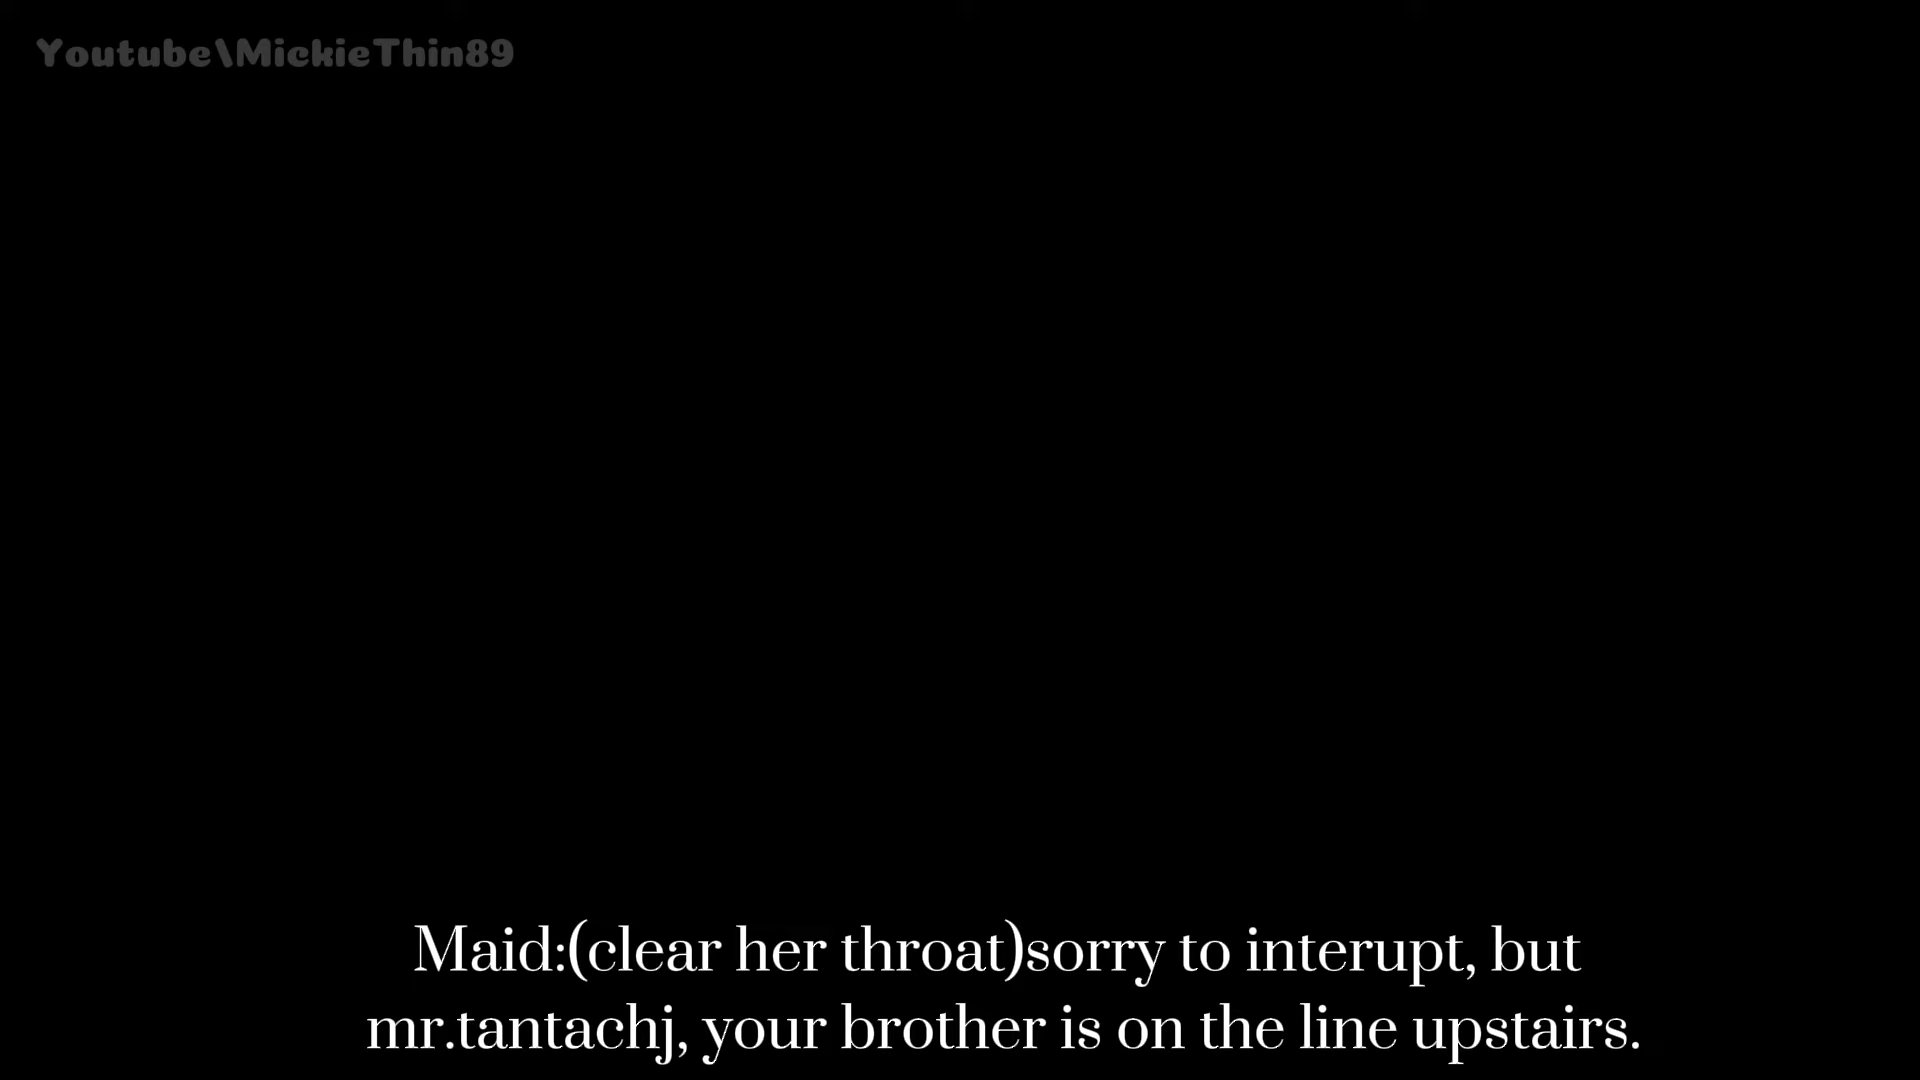 Youtube\MickieThin89
Maid:(clear her throat)sorry to interupt, but
mr.tantachj, your brother is on the line upstairs.